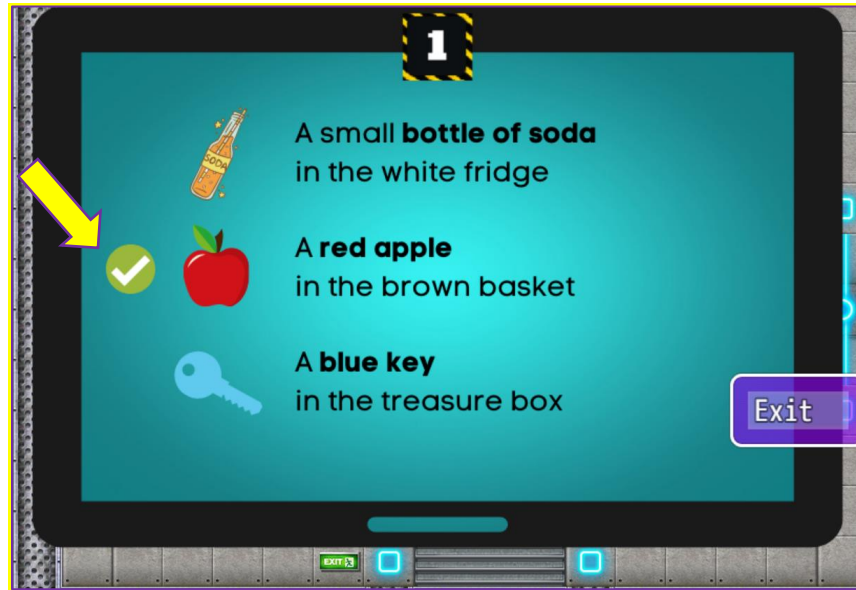 1
SODA
A small bottle of soda
in the white fridge
A red apple
in the brown basket
A blue key
in the treasure box
Exit
EXIT